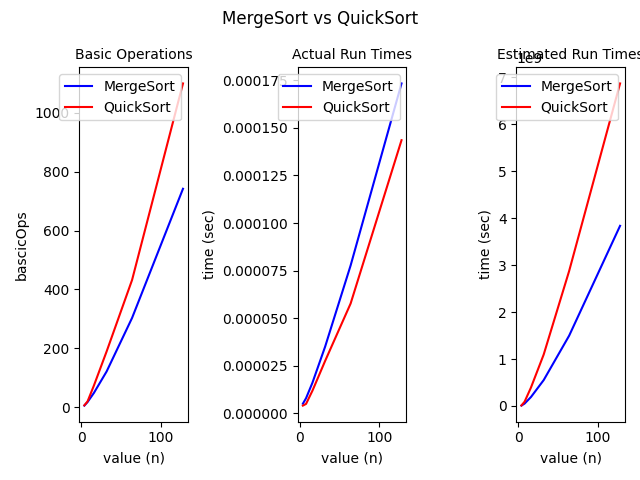 MergeSort vs QuickSort
Basic Operations
MergeSort
QuickSort
bascicOps
1000
800
600
400
200
0
0 100
value (n)
Actual Run Times
MergeSort
QuickSort
time (sec)
0.000175
0.000150
0.000125
0.000100
0.000075
0.000050
0.000025
0.000000
0 100
value (n)
Estimated Run Times
1e9
MergeSort
QuickSort
time (sec)
7
6
5
4
3
2
1
0
0 100
value (n)